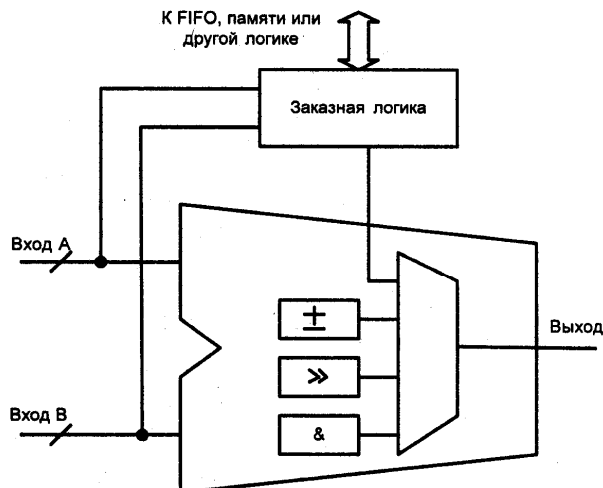 К FIFO, памяти или
другой логике
Заказная логика
Вход А
±
Выход
>>
Вход В
&